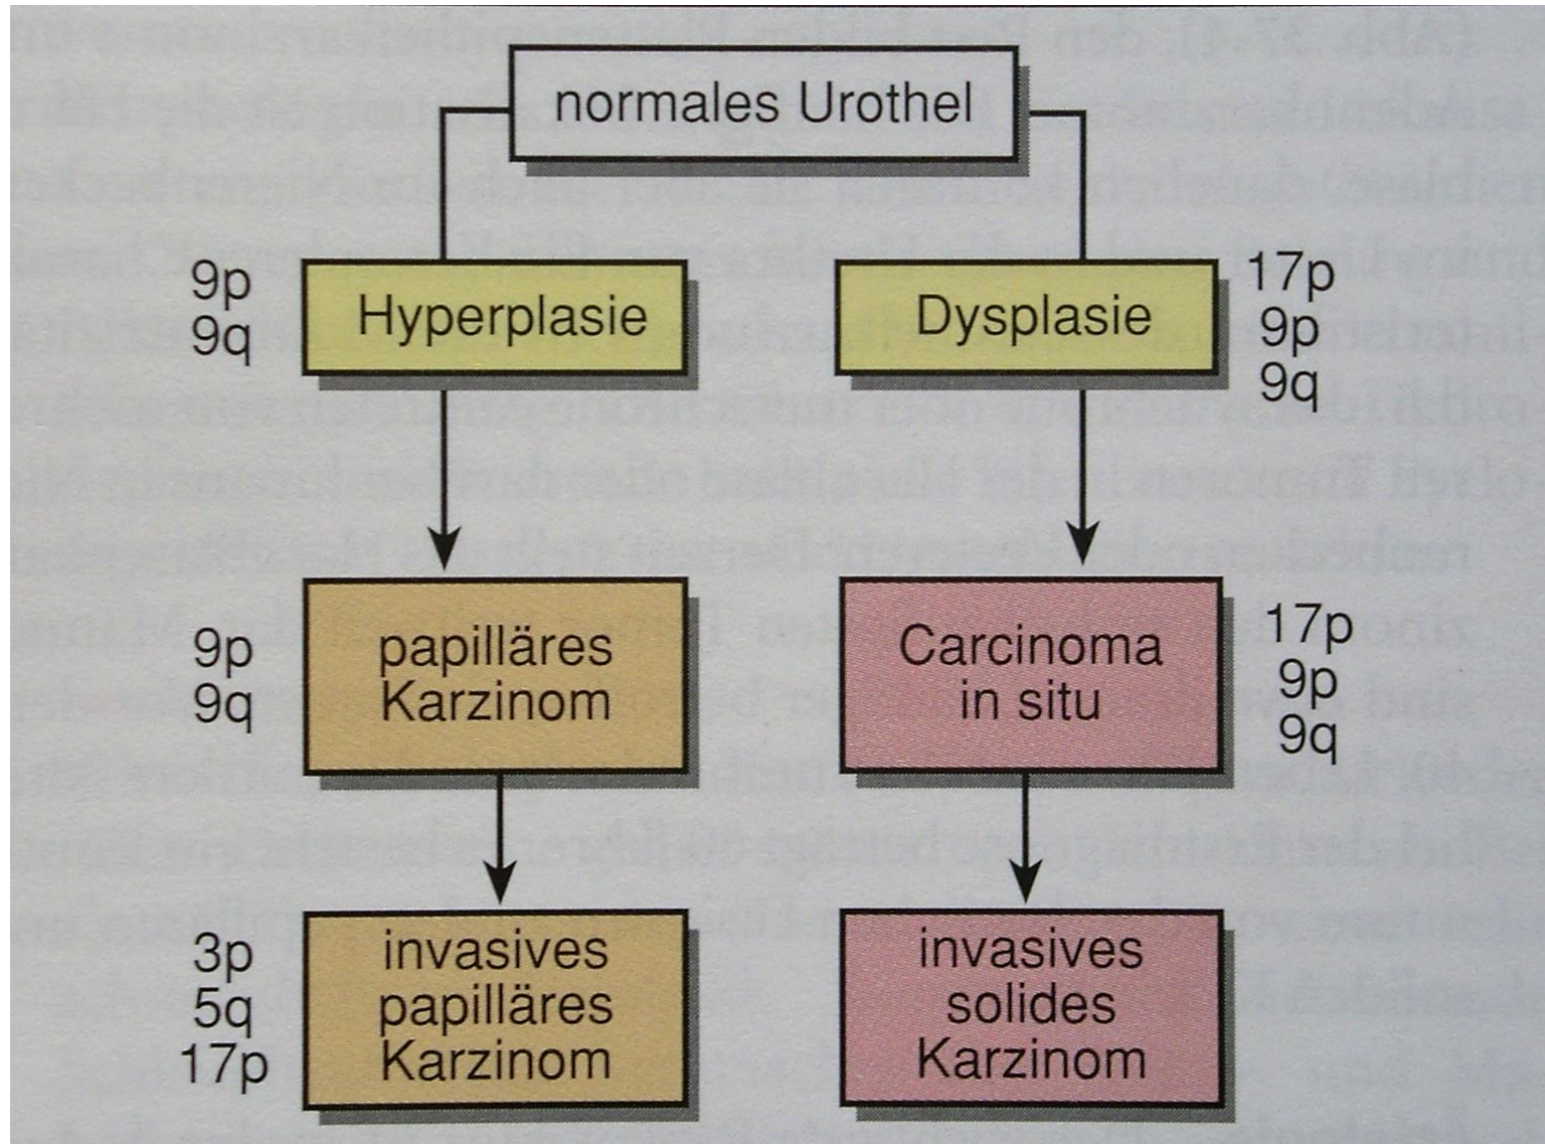 normales Urothel
9p
9q
Hyperplasie
Dysplasie
17p
9p
9q
9p
9q
papilläres
Karzinom
Carcinoma
in situ
17p
9p
9q
3p
5q
17p
invasives
papilläres
Karzinom
invasives
solides
Karzinom